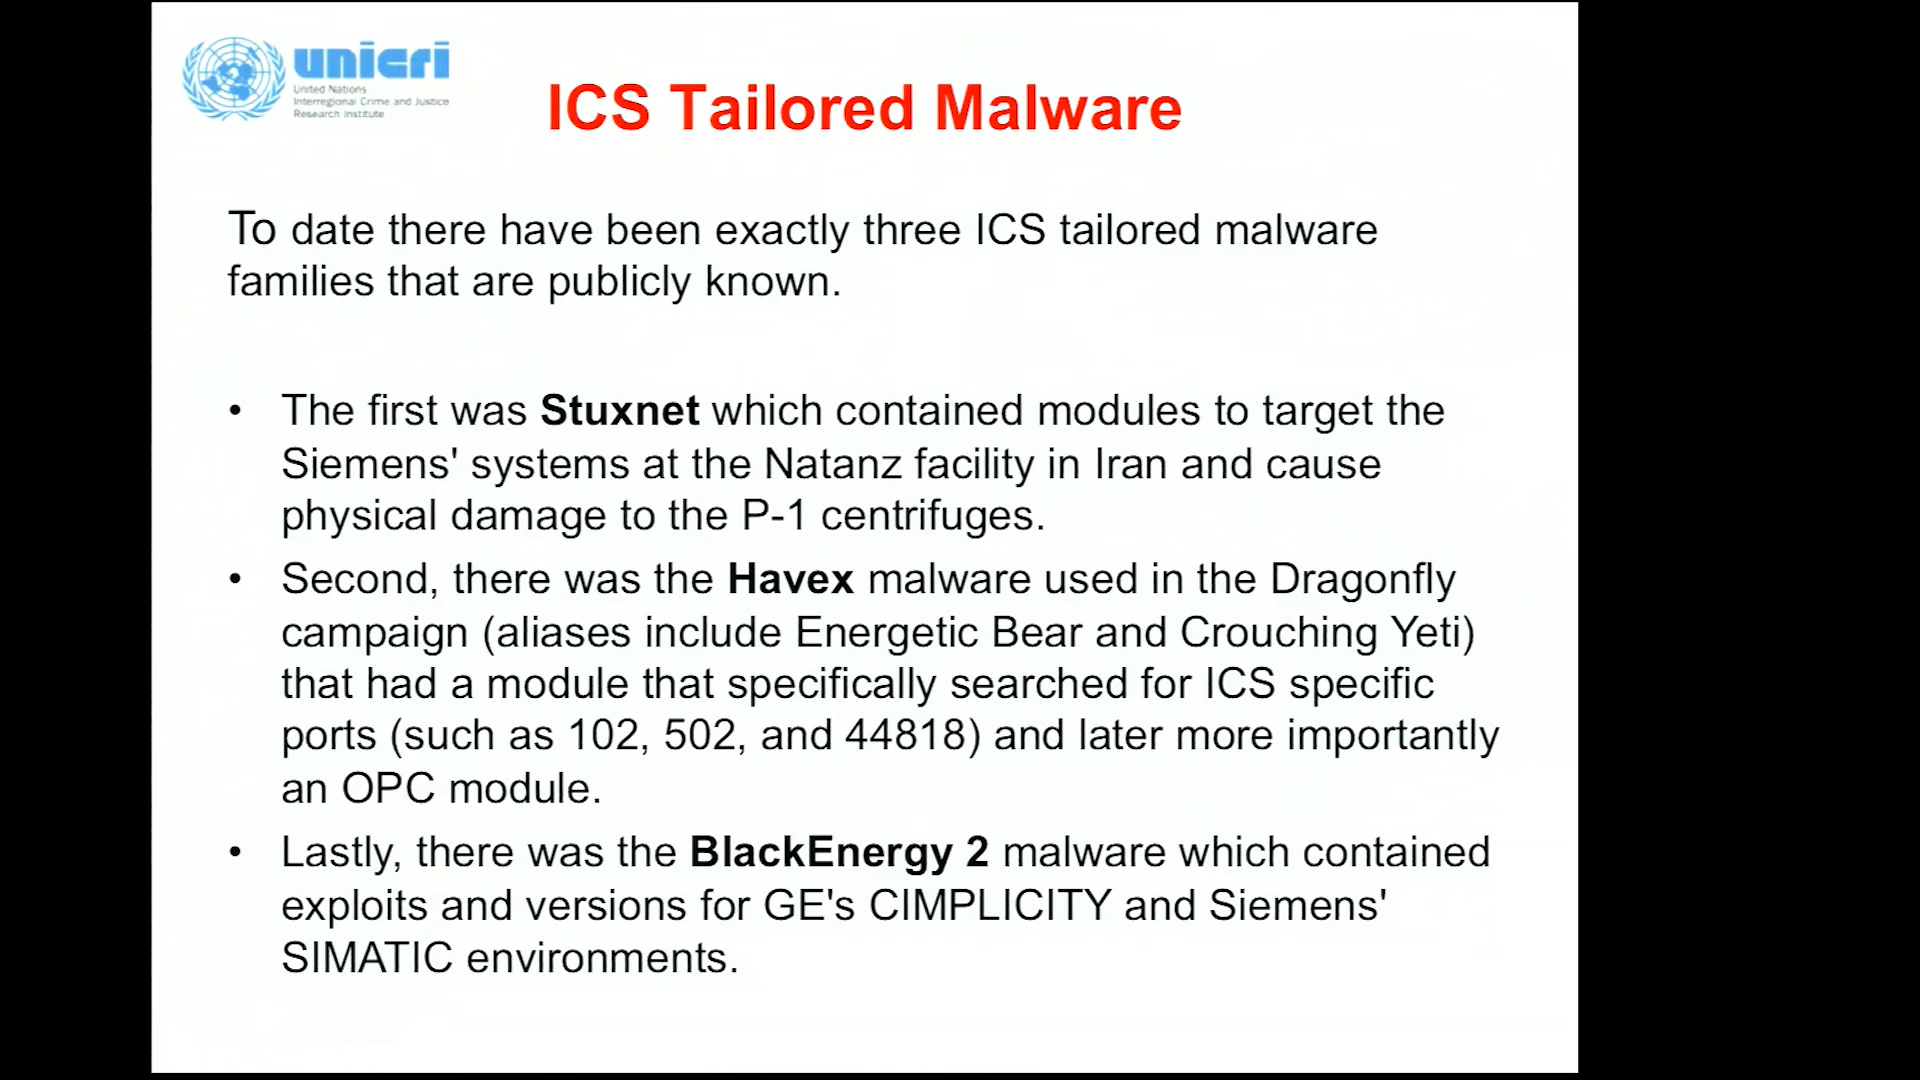 unicri
United Nations
Interregional Crime and Justice
Research Institute
ICS Tailored Malware
To date there have been exactly three ICS tailored malware
families that are publicly known.
• The first was Stuxnet which contained modules to target the
Siemens' systems at the Natanz facility in Iran and cause
physical damage to the P-1 centrifuges.
• Second, there was the Havex malware used in the Dragonfly
campaign (aliases include Energetic Bear and Crouching Yeti)
that had a module that specifically searched for ICS specific
ports (such as 102, 502, and 44818) and later more importantly
an OPC module.
• Lastly, there was the BlackEnergy 2 malware which contained
exploits and versions for GE's CIMPLICITY and Siemens'
SIMATIC environments.